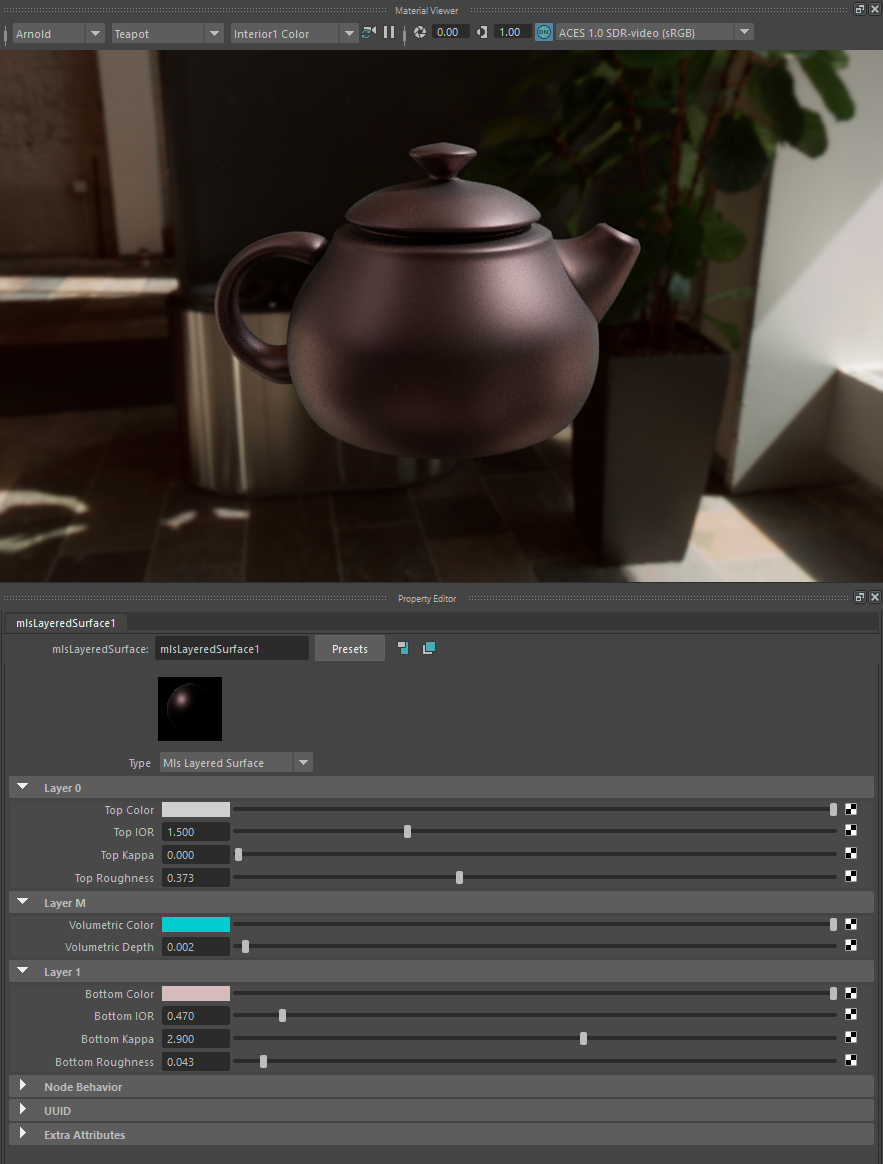 Material Viewer
Arnold Teapot Interior1 Color 0.00 1.00 ON ACES 1.0 SDR-video (sRGB)
Property Editor
mlsLayeredSurface1
mlsLayeredSurface: mlsLayeredSurface1 Presets
Type Mls Layered Surface
Layer 0
Top Color
Top IOR 1.500
Top Kappa 0.000
Top Roughness 0.373
Layer M
Volumetric Color
Volumetric Depth 0.002
Layer 1
Bottom Color
Bottom IOR 0.470
Bottom Kappa 2.900
Bottom Roughness 0.043
Node Behavior
UUID
Extra Attributes